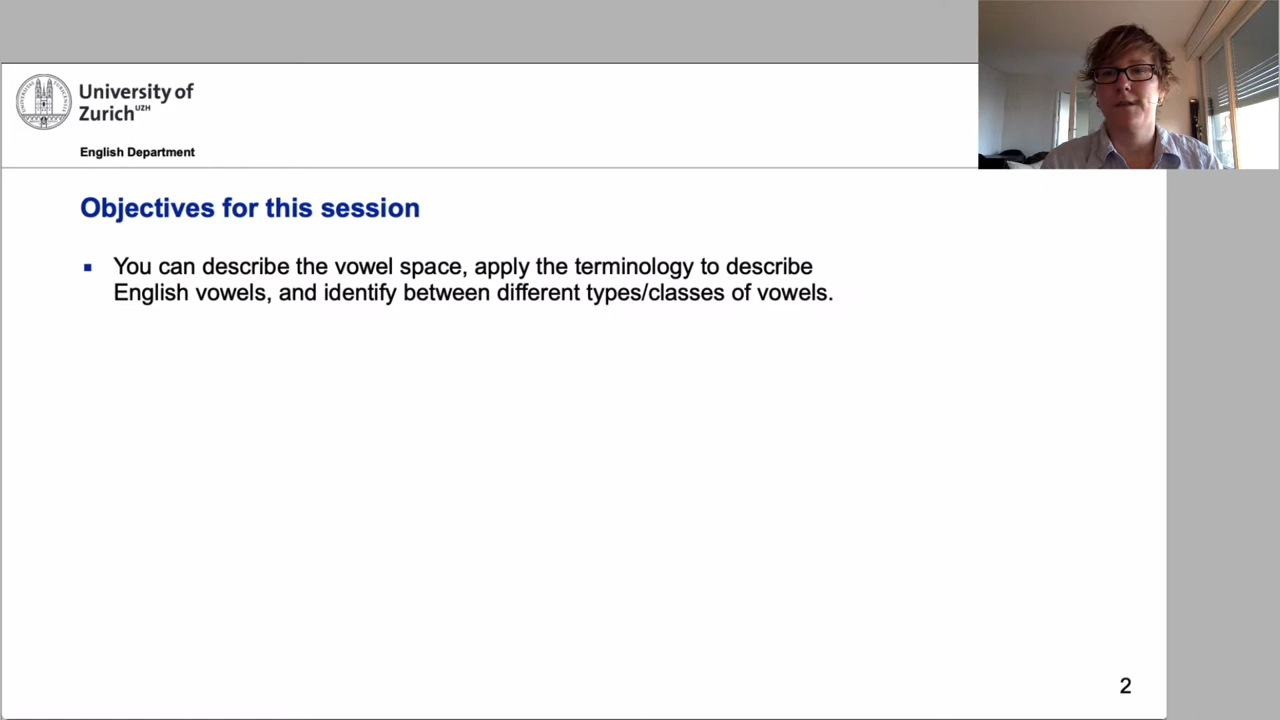 University of
Zurich UZH
English Department
Objectives for this session
▪ You can describe the vowel space, apply the terminology to describe
English vowels, and identify between different types/classes of vowels.
2